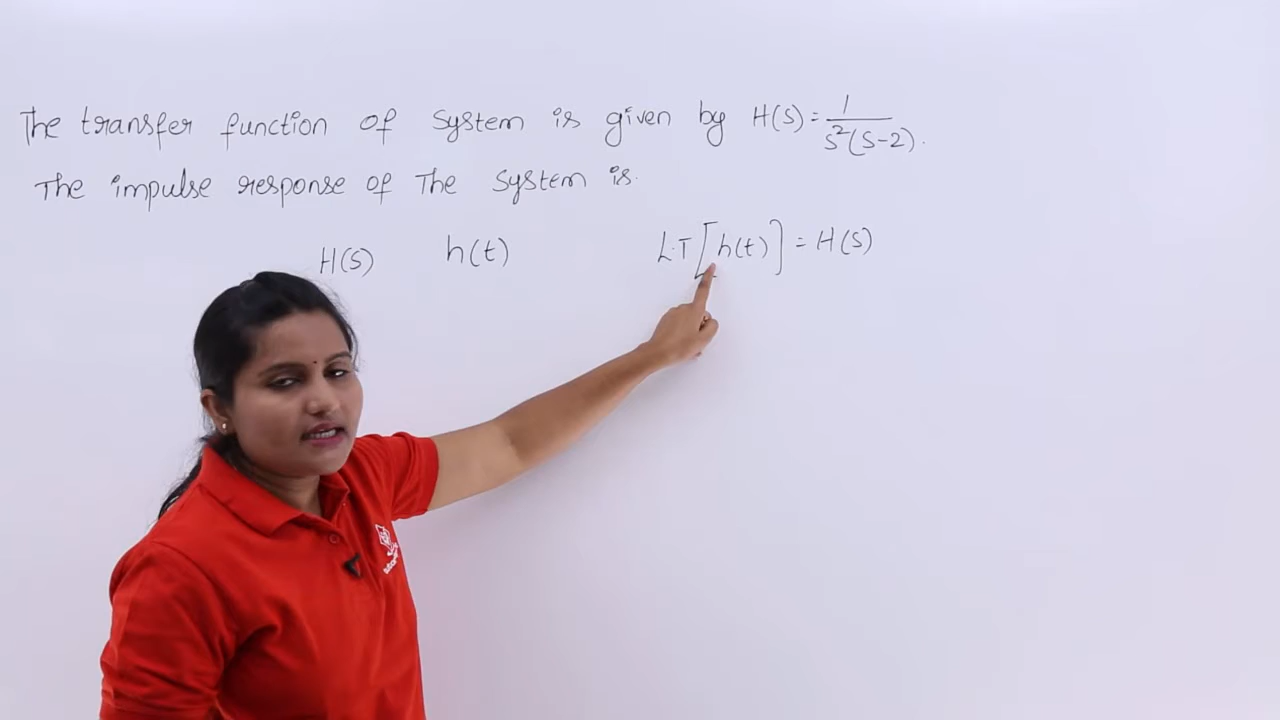 The transfer function of system is given by H(s)=1/s²(s-2).
The impulse response of The system is.
H(s) h(t) L.T[h(t)] = H(s)